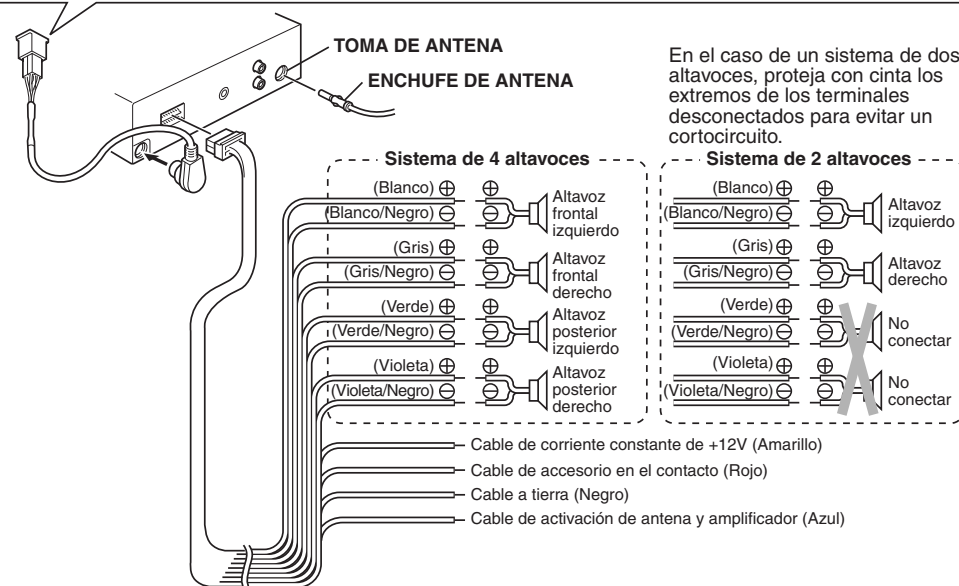 TOMA DE ANTENA
ENCHUFE DE ANTENA
En el caso de un sistema de dos
altavoces, proteja con cinta los
extremos de los terminales
desconectados para evitar un
cortocircuito.
Sistema de 4 altavoces
(Blanco) ⊕ ⊕
(Blanco/Negro) ⊖ ⊖
Altavoz
frontal
izquierdo
(Gris) ⊕ ⊕
(Gris/Negro) ⊖ ⊖
Altavoz
frontal
derecho
(Verde) ⊕ ⊕
(Verde/Negro) ⊖ ⊖
Altavoz
posterior
izquierdo
(Violeta) ⊕ ⊕
(Violeta/Negro) ⊖ ⊖
Altavoz
posterior
derecho
Sistema de 2 altavoces
(Blanco) ⊕ ⊕
(Blanco/Negro) ⊖ ⊖
Altavoz
izquierdo
(Gris) ⊕ ⊕
(Gris/Negro) ⊖ ⊖
Altavoz
derecho
(Verde) ⊕ ⊕
(Verde/Negro) ⊖ ⊖
No
conectar
(Violeta) ⊕ ⊕
(Violeta/Negro) ⊖ ⊖
No
conectar
Cable de corriente constante de +12V (Amarillo)
Cable de accesorio en el contacto (Rojo)
Cable a tierra (Negro)
Cable de activación de antena y amplificador (Azul)